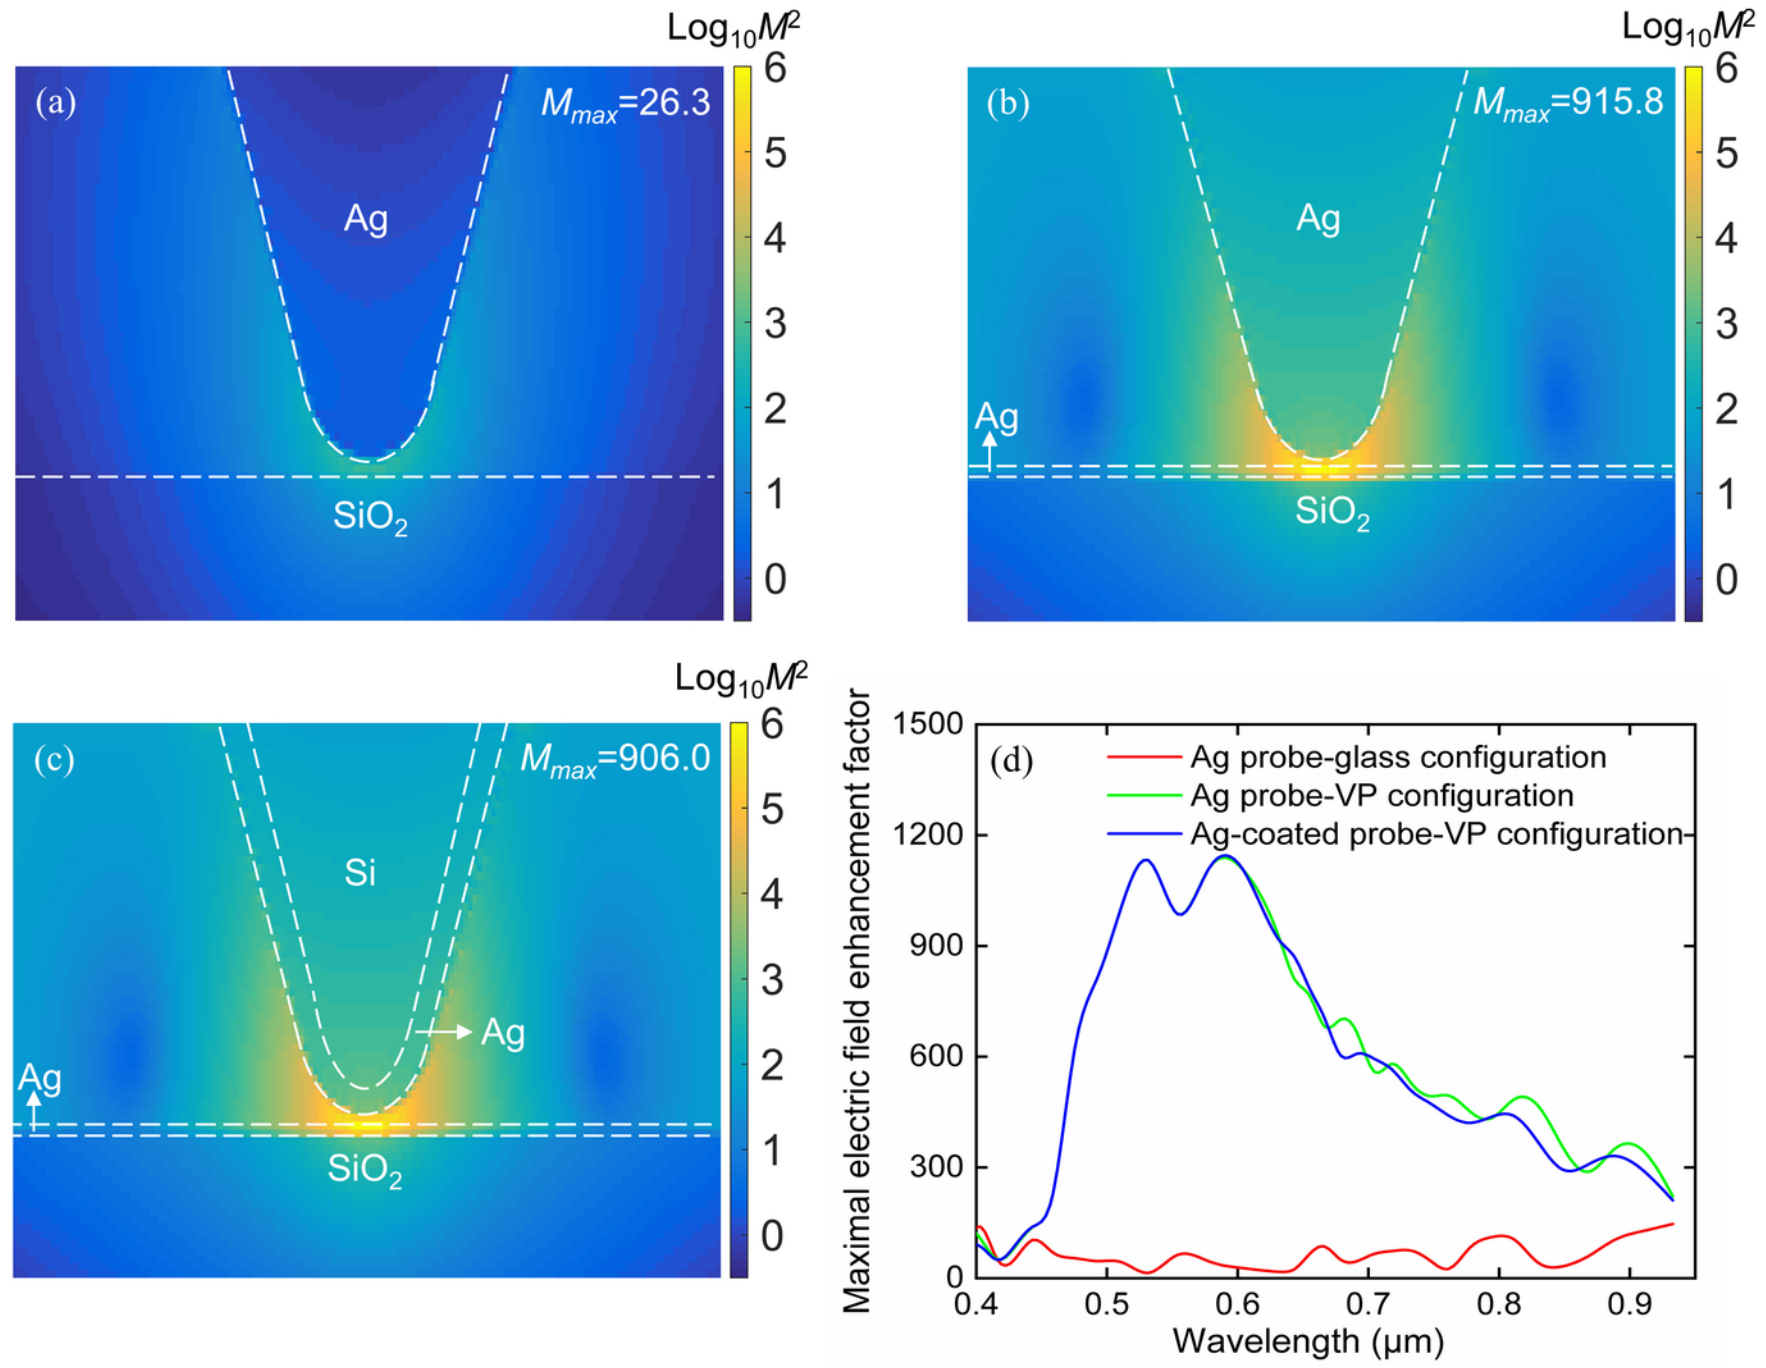 Log₁₀M²
(a)
Mmax=26.3
Ag
SiO₂
6
5
4
3
2
1
0
Log₁₀M²
(b)
Mmax=915.8
Ag
Ag
SiO₂
6
5
4
3
2
1
0
Log₁₀M²
(c)
Mmax=906.0
Si
Ag
Ag
SiO₂
6
5
4
3
2
1
0
Maximal electric field enhancement factor
1500
1200
900
600
300
0
(d)
Ag probe-glass configuration
Ag probe-VP configuration
Ag-coated probe-VP configuration
0.4 0.5 0.6 0.7 0.8 0.9
Wavelength (μm)